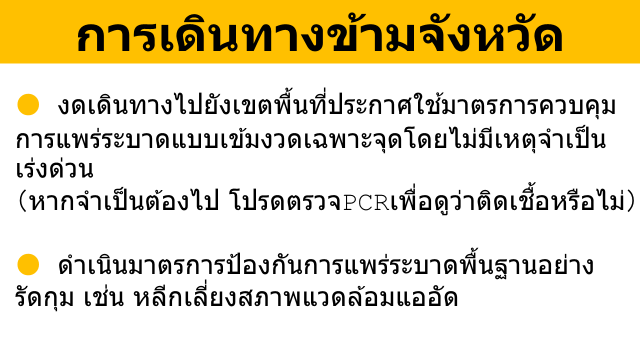 การเดินทางข้ามจังหวัด
● งดเดินทางไปยังเขตพื้นที่ประกาศใช้มาตรการควบคุม
การแพร่ระบาดแบบเข้มงวดเฉพาะจุดโดยไม่มีเหตุจำเป็น
เร่งด่วน
(หากจำเป็นต้องไป โปรดตรวจPCRเพื่อดูว่าติดเชื้อหรือไม่)
● ดำเนินมาตรการป้องกันการแพร่ระบาดพื้นฐานอย่าง
รัดกุม เช่น หลีกเลี่ยงสภาพแวดล้อมแออัด